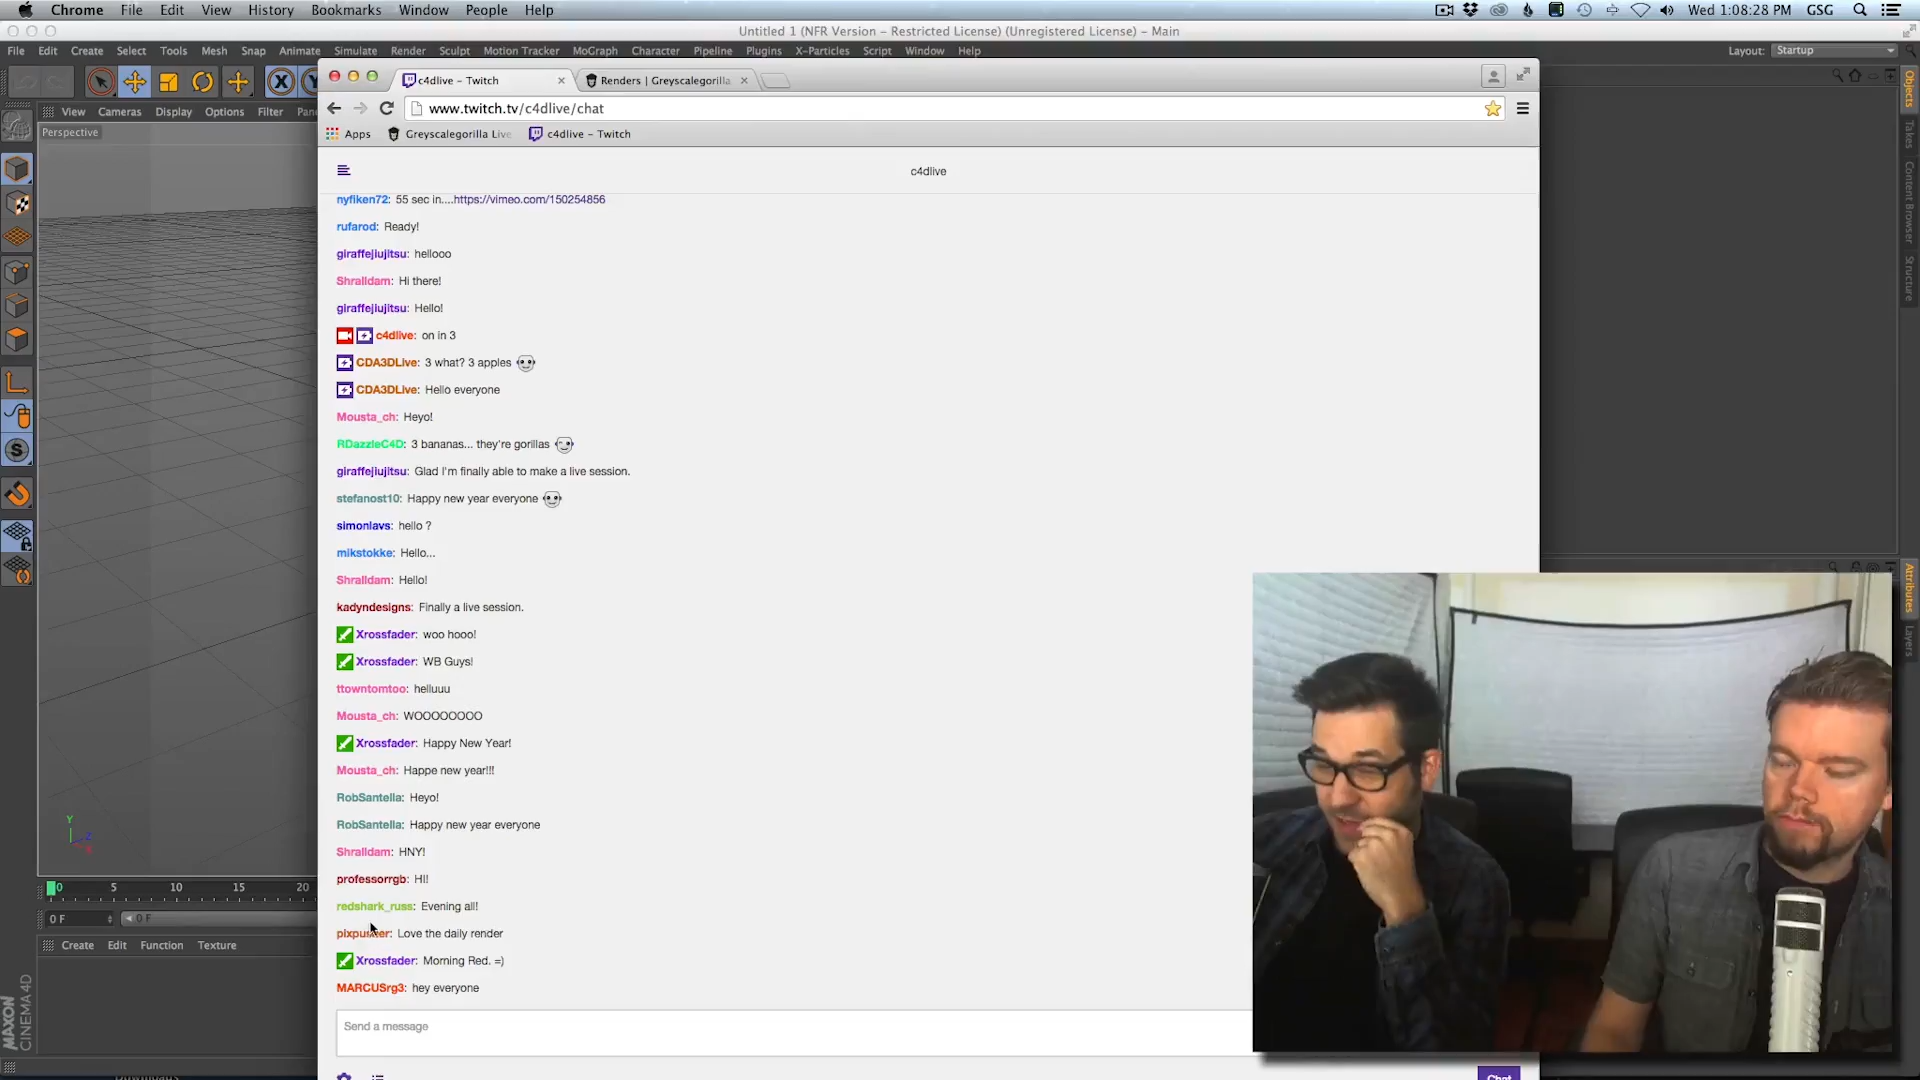 Chrome File Edit View History Bookmarks Window People Help Wed 1:08:28 PM GSG
Untitled 1 (NFR Version - Restricted License) (Unregistered License) - Main
File Edit Create Select Tools Mesh Snap Animate Simulate Render Sculpt Motion Tracker MoGraph Character Pipeline Plugins X-Particles Script Window Help Layout: Startup
c4dlive - Twitch Renders | Greyscalegorilla
www.twitch.tv/c4dlive/chat
View Cameras Display Options Filter
Apps Greyscalegorilla Live c4dlive - Twitch
Perspective
c4dlive
nyfiken72: 55 sec in....https://vimeo.com/150254856
rufarod: Ready!
giraffejiujitsu: hellooo
Shralldam: Hi there!
giraffejiujitsu: Hello!
c4dlive: on in 3
CDA3DLive: 3 what? 3 apples
CDA3DLive: Hello everyone
Mousta_ch: Heyo!
RDazzleC4D: 3 bananas... they're gorillas
giraffejiujitsu: Glad I'm finally able to make a live session.
stefanost10: Happy new year everyone
simonlavs: hello ?
mikstokke: Hello...
Shralldam: Hello!
kadyndesigns: Finally a live session.
Xrossfader: woo hooo!
Xrossfader: WB Guys!
ttowntomtoo: helluuu
Mousta_ch: WOOOOOOOO
Xrossfader: Happy New Year!
Mousta_ch: Happe new year!!!
RobSantella: Heyo!
RobSantella: Happy new year everyone
Shralldam: HNY!
professorrgb: HI!
redshark_russ: Evening all!
Love the daily render
Xrossfader: Morning Red. =)
MARCUSrg3: hey everyone
Send a message
Chat
Objects
Takes
Content Browser
Structure
Attributes
Layers
Y
Z
X
0 5 10 15 20
0 F 0 F
Create Edit Function Texture
MAXON
CINEMA 4D